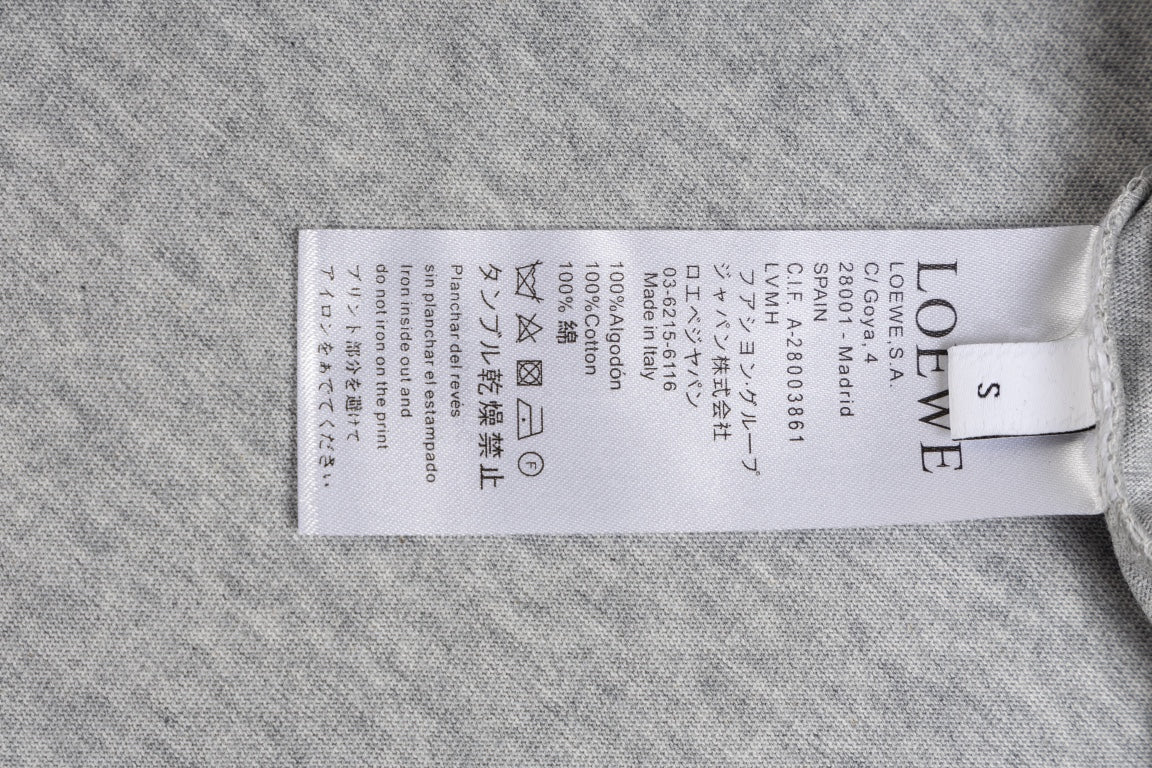 LOEWE
S
LOEWE, S.A.
C/ Goya, 4
28001 - Madrid
SPAIN
C.I.F. A-28003861
LVMH
フアシヨン・グループ
ジャパン株式会社
ロエベジヤパン
03-6215-6116
Made in Italy
100%Algodón
100%Cotton
100% 綿
F
タンブル乾燥禁止
Planchar del revés
sin planchar el estampado
Iron inside out and
do not iron on the print
プリント部分を避けて
アイロンをあててください